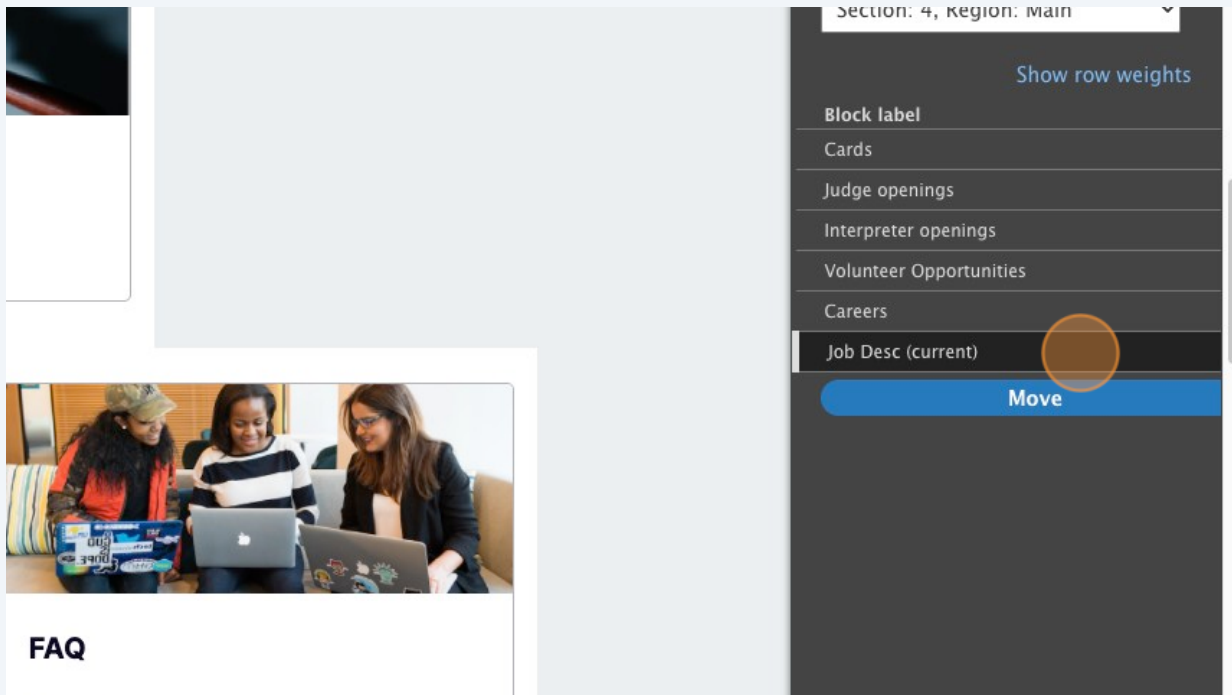 Section: 4, Region: Main
Show row weights
Block label
Cards
Judge openings
Interpreter openings
Volunteer Opportunities
Careers
Job Desc (current)
Move
FAQ